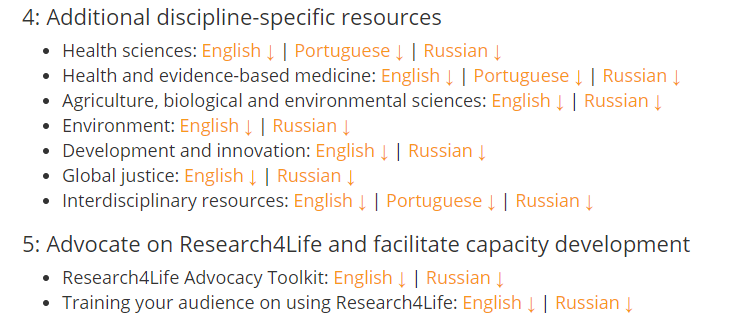 4: Additional discipline-specific resources
• Health sciences: English ↓ | Portuguese ↓ | Russian ↓
• Health and evidence-based medicine: English ↓ | Portuguese ↓ | Russian ↓
• Agriculture, biological and environmental sciences: English ↓ | Russian ↓
• Environment: English ↓ | Russian ↓
• Development and innovation: English ↓ | Russian ↓
• Global justice: English ↓ | Russian ↓
• Interdisciplinary resources: English ↓ | Portuguese ↓ | Russian ↓
5: Advocate on Research4Life and facilitate capacity development
• Research4Life Advocacy Toolkit: English ↓ | Russian ↓
• Training your audience on using Research4Life: English ↓ | Russian ↓